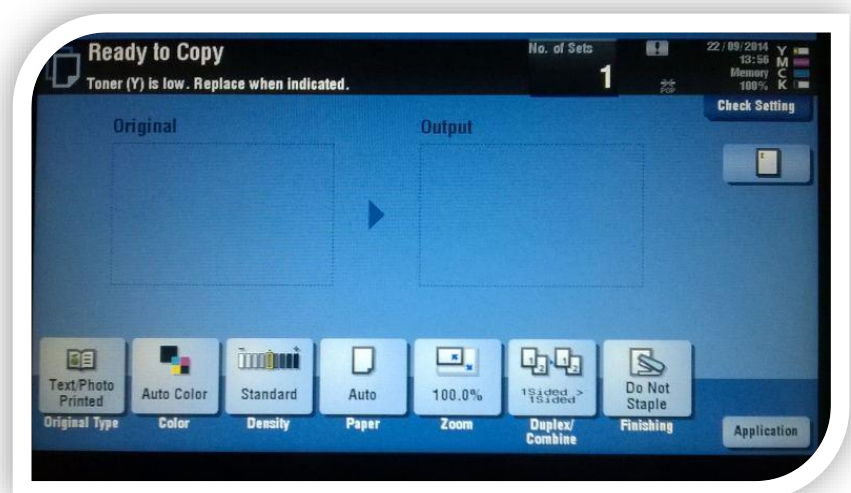 Ready to Copy
Toner (Y) is low. Replace when indicated.
No. of Sets
1
22/09/2014
13:56
Memory
100%
Y
M
C
K
POP
Check Setting
Original
Output
Text/Photo
Printed
Original Type
Auto Color
Color
Standard
Density
Auto
Paper
100.0%
Zoom
1Sided >
1Sided
Duplex/
Combine
Do Not
Staple
Finishing
Application